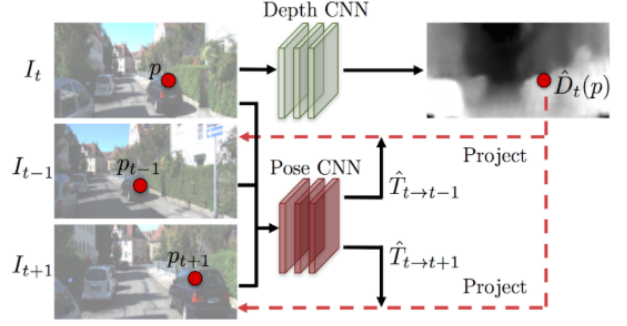 Depth CNN
I_t
p
D̂_t(p)
Project
I_{t-1}
p_{t-1}
Pose CNN
T̂_{t→t-1}
I_{t+1}
p_{t+1}
T̂_{t→t+1}
Project